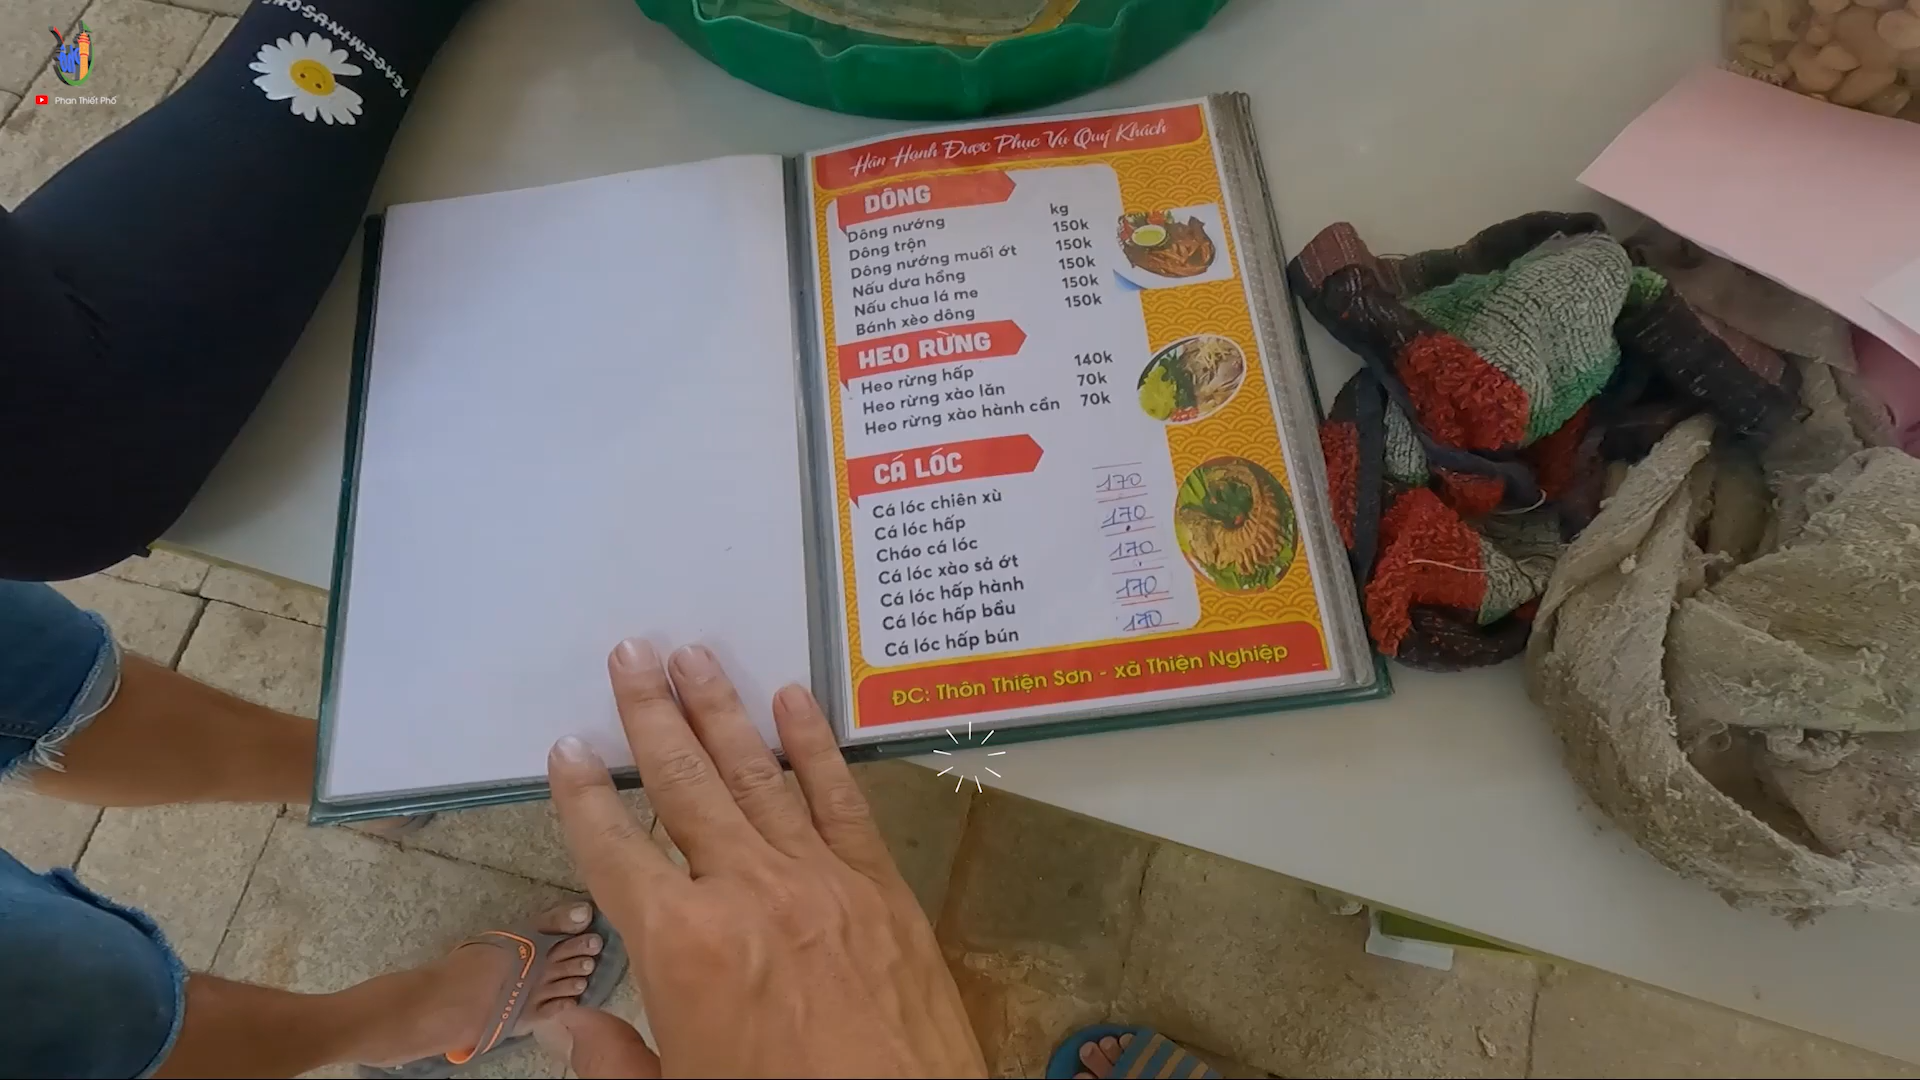 Phan Thiết Phố
Hân Hạnh Được Phục Vụ Quý Khách
DÔNG
kg
Dông nướng 150k
Dông trộn 150k
Dông nướng muối ớt 150k
Nấu dưa hồng 150k
Nấu chua lá me 150k
Bánh xèo dông
HEO RỪNG
Heo rừng hấp 140k
Heo rừng xào lăn 70k
Heo rừng xào hành cần 70k
CÁ LÓC
Cá lóc chiên xù 170
Cá lóc hấp 170
Cháo cá lóc 170
Cá lóc xào sả ớt 170
Cá lóc hấp hành 170
Cá lóc hấp bầu
Cá lóc hấp bún
ĐC: Thôn Thiện Sơn - xã Thiện Nghiệp